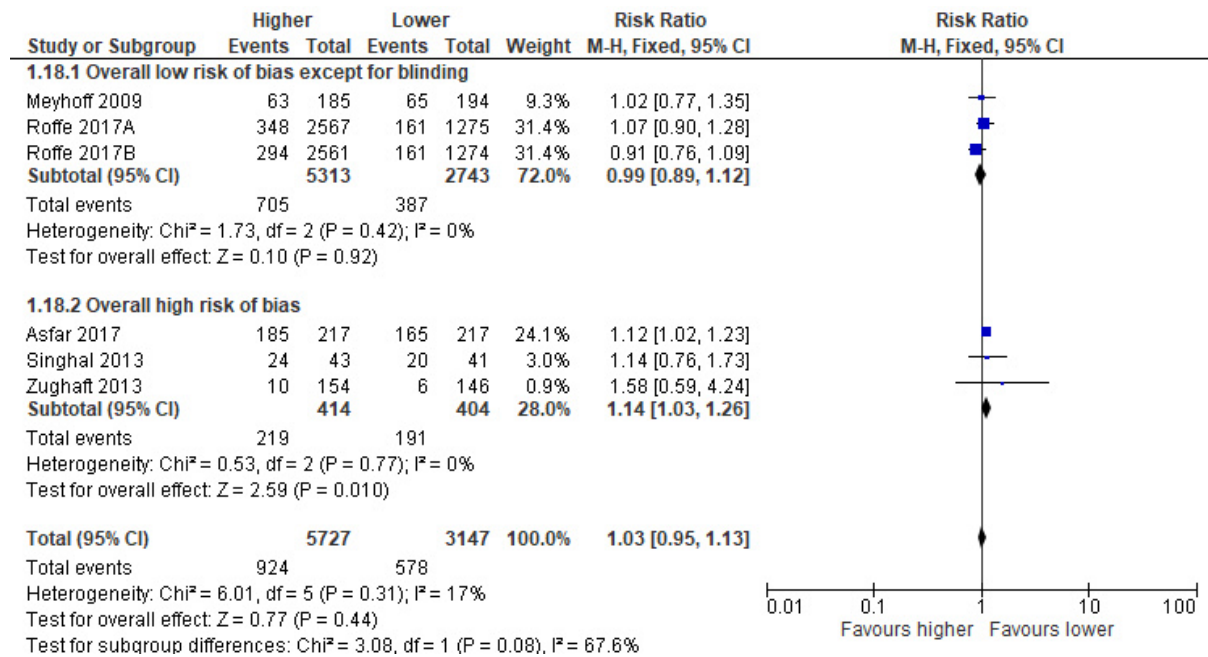 Higher Lower Risk Ratio Risk Ratio
Study or Subgroup Events Total Events Total Weight M-H, Fixed, 95% CI M-H, Fixed, 95% CI
1.18.1 Overall low risk of bias except for blinding
Meyhoff 2009 63 185 65 194 9.3% 1.02 [0.77, 1.35]
Roffe 2017A 348 2567 161 1275 31.4% 1.07 [0.90, 1.28]
Roffe 2017B 294 2561 161 1274 31.4% 0.91 [0.76, 1.09]
Subtotal (95% CI) 5313 2743 72.0% 0.99 [0.89, 1.12]
Total events 705 387
Heterogeneity: Chi² = 1.73, df = 2 (P = 0.42); I² = 0%
Test for overall effect: Z = 0.10 (P = 0.92)
1.18.2 Overall high risk of bias
Asfar 2017 185 217 165 217 24.1% 1.12 [1.02, 1.23]
Singhal 2013 24 43 20 41 3.0% 1.14 [0.76, 1.73]
Zughaft 2013 10 154 6 146 0.9% 1.58 [0.59, 4.24]
Subtotal (95% CI) 414 404 28.0% 1.14 [1.03, 1.26]
Total events 219 191
Heterogeneity: Chi² = 0.53, df = 2 (P = 0.77); I² = 0%
Test for overall effect: Z = 2.59 (P = 0.010)
Total (95% CI) 5727 3147 100.0% 1.03 [0.95, 1.13]
Total events 924 578
Heterogeneity: Chi² = 6.01, df = 5 (P = 0.31); I² = 17%
Test for overall effect: Z = 0.77 (P = 0.44)
Test for subgroup differences: Chi² = 3.08, df = 1 (P = 0.08), I² = 67.6%
0.01 0.1 1 10 100
Favours higher Favours lower